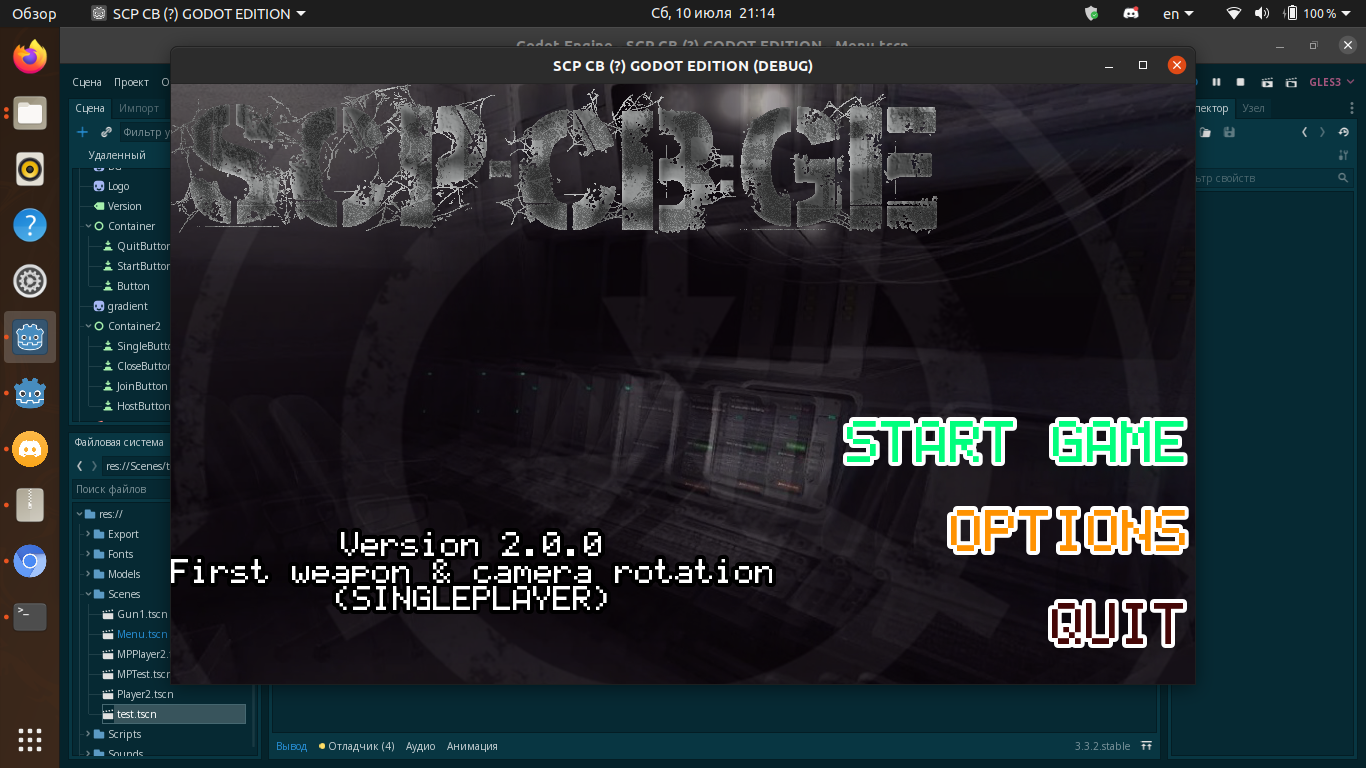 Обзор
SCP CB (?) GODOT EDITION
Сб, 10 июля 21:14
en
100 %
Godot Engine - SCP CB (?) GODOT EDITION - Menu.tscn
SCP CB (?) GODOT EDITION (DEBUG)
Сцена Проект О
GLES3
Сцена Импорт
пектор Узел
Фильтр у
Удаленный
ьтр свойств
BG
Logo
Version
Container
QuitButton
StartButton
Button
gradient
Container2
SingleButto
CloseButton
JoinButton
HostButton
Файловая система
res://Scenes/t
Поиск файлов
res://
Export
Fonts
Models
Scenes
Gun1.tscn
Menu.tscn
MPPlayer2.
MPTest.tscn
Player2.tscn
test.tscn
Scripts
Sounds
SCP-CB-GE
START GAME
OPTIONS
QUIT
Version 2.0.0
First weapon & camera rotation
(SINGLEPLAYER)
Вывод Отладчик (4) Аудио Анимация
3.3.2.stable